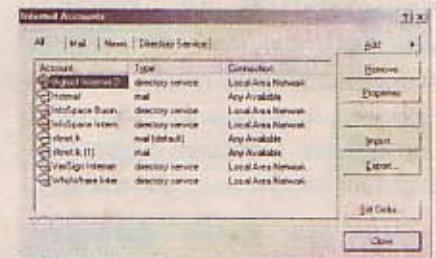 Internet Accounts
All Mail News Directory Service
Account Type Connection
directory service Local Area Network
mail Any Available
InfoSpace Busin... directory service Local Area Network
InfoSpace Intern... directory service Local Area Network
mail (default) Any Available
mail Any Available
VeriSign Internet directory service Local Area Network
WhoWhere Inter directory service Local Area Network
Add
Remove
Properties
Import...
Export...
Set Order...
Close